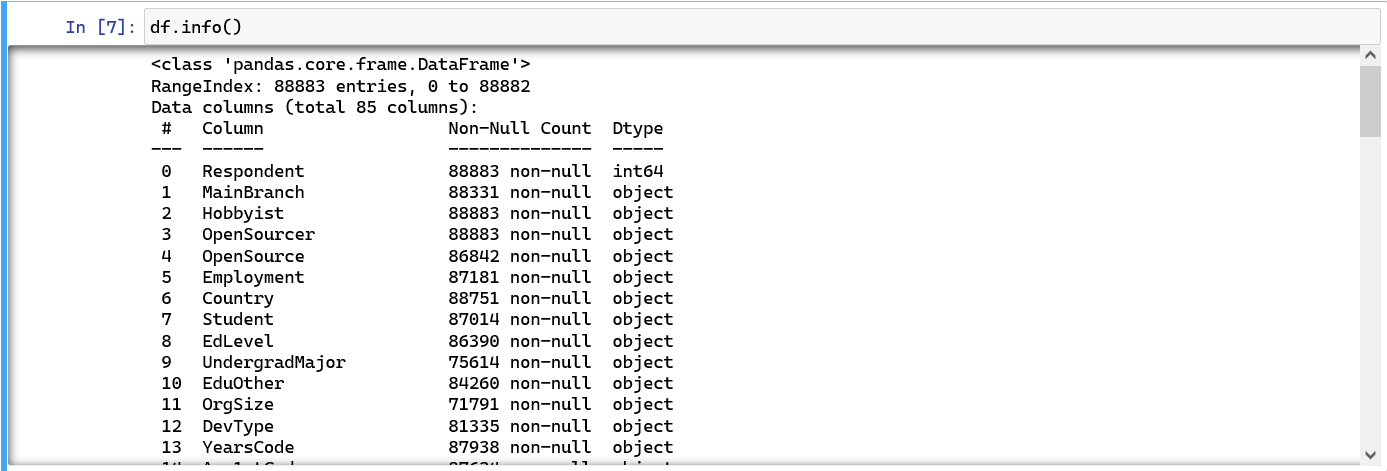 In [7]: df.info()
<class 'pandas.core.frame.DataFrame'>
RangeIndex: 88883 entries, 0 to 88882
Data columns (total 85 columns):
 #   Column                  Non-Null Count  Dtype
---  ------                  --------------  -----
 0   Respondent              88883 non-null  int64
 1   MainBranch              88331 non-null  object
 2   Hobbyist                88883 non-null  object
 3   OpenSourcer             88883 non-null  object
 4   OpenSource              86842 non-null  object
 5   Employment              87181 non-null  object
 6   Country                 88751 non-null  object
 7   Student                 87014 non-null  object
 8   EdLevel                 86390 non-null  object
 9   UndergradMajor          75614 non-null  object
 10  EduOther                84260 non-null  object
 11  OrgSize                 71791 non-null  object
 12  DevType                 81335 non-null  object
 13  YearsCode               87938 non-null  object